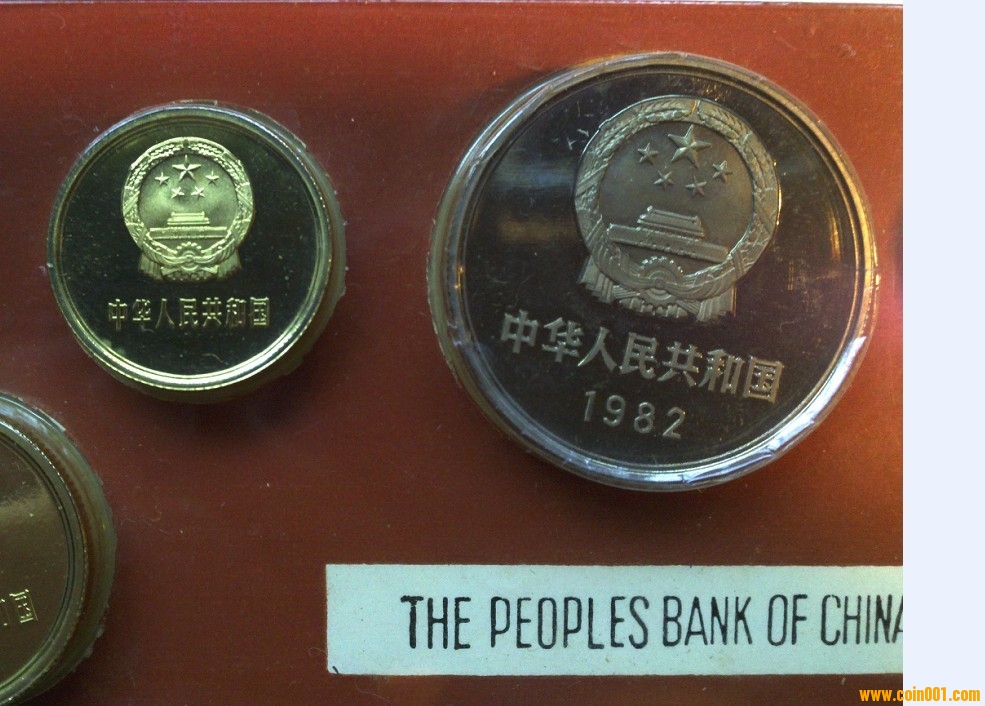 中华人民共和国
中华人民共和国
1982
国
THE PEOPLES BANK OF CHINA
www.coin001.com